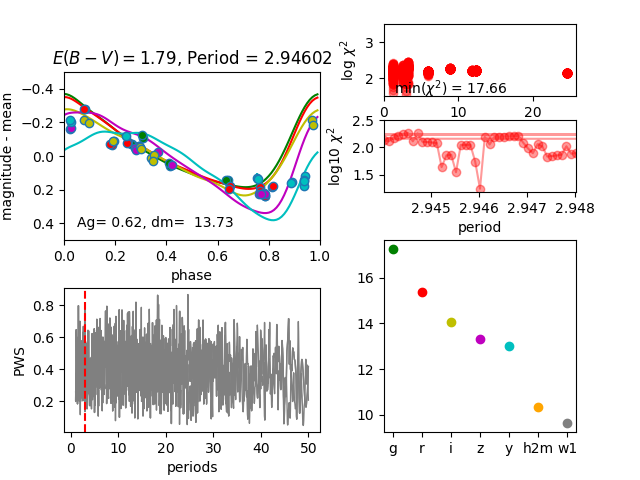 E(B − V) = 1.79, Period = 2.94602
magnitude - mean
−0.4
−0.2
0.0
0.2
0.4
Ag= 0.62, dm=  13.73
0.0 0.2 0.4 0.6 0.8 1.0
phase
log χ²
3
2
min(χ²) = 17.66
0 10 20
log10 χ²
2.5
2.0
1.5
2.945 2.946 2.947 2.948
period
PWS
0.8
0.6
0.4
0.2
0 10 20 30 40 50
periods
16
14
12
10
g r i z y h2m w1